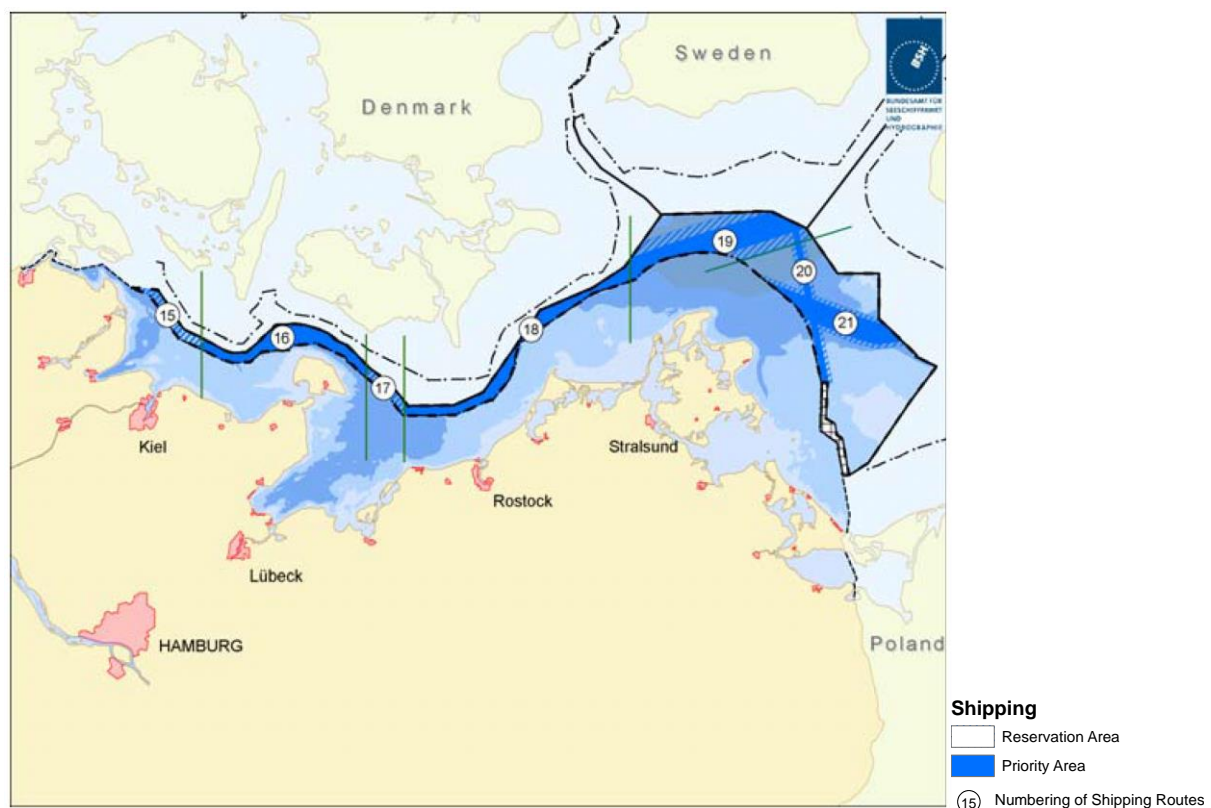 Sweden
Denmark
BSH
BUNDESAMT FÜR
SEESCHIFFFAHRT
UND
HYDROGRAPHIE
19
20
15
16
18
21
17
Kiel
Stralsund
Rostock
Lübeck
HAMBURG
Poland
Shipping
Reservation Area
Priority Area
15 Numbering of Shipping Routes